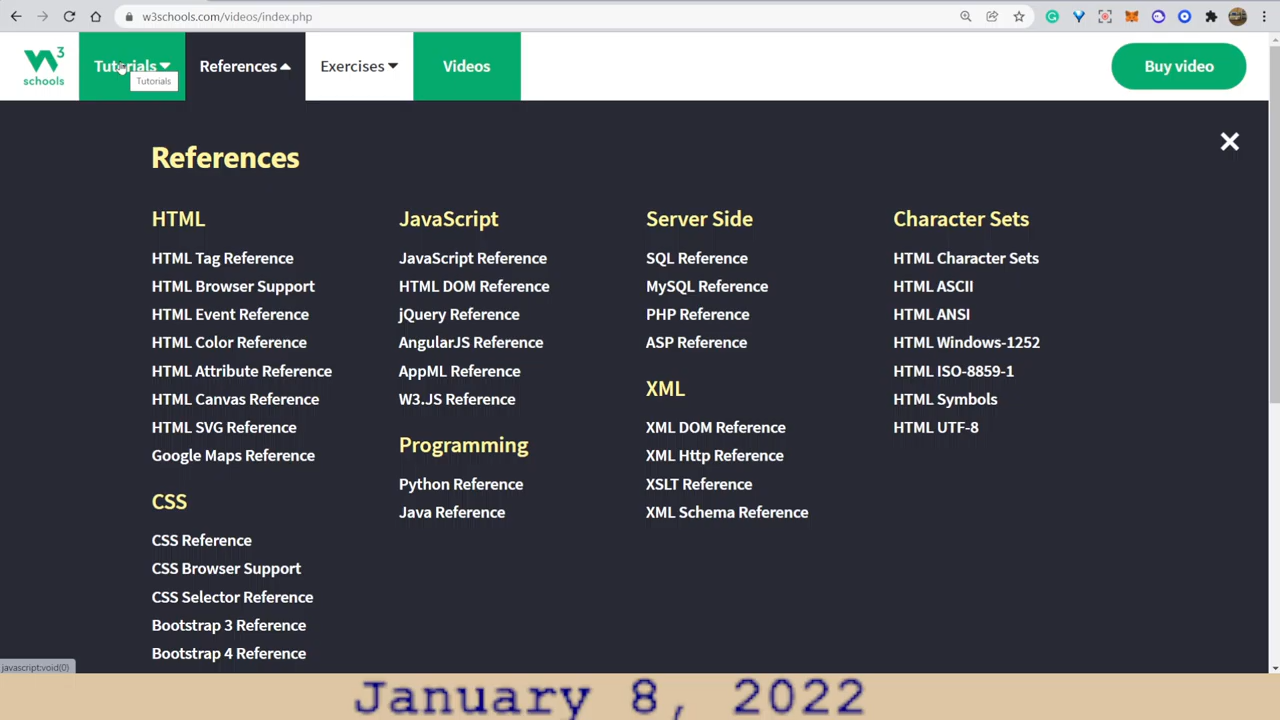 w3schools.com/videos/index.php
W3 schools
Tutorials
References
Exercises
Videos
Buy video
Tutorials
References
HTML
HTML Tag Reference
HTML Browser Support
HTML Event Reference
HTML Color Reference
HTML Attribute Reference
HTML Canvas Reference
HTML SVG Reference
Google Maps Reference
CSS
CSS Reference
CSS Browser Support
CSS Selector Reference
Bootstrap 3 Reference
Bootstrap 4 Reference
JavaScript
JavaScript Reference
HTML DOM Reference
jQuery Reference
AngularJS Reference
AppML Reference
W3.JS Reference
Programming
Python Reference
Java Reference
Server Side
SQL Reference
MySQL Reference
PHP Reference
ASP Reference
XML
XML DOM Reference
XML Http Reference
XSLT Reference
XML Schema Reference
Character Sets
HTML Character Sets
HTML ASCII
HTML ANSI
HTML Windows-1252
HTML ISO-8859-1
HTML Symbols
HTML UTF-8
javascript:void(0)
January 8, 2022